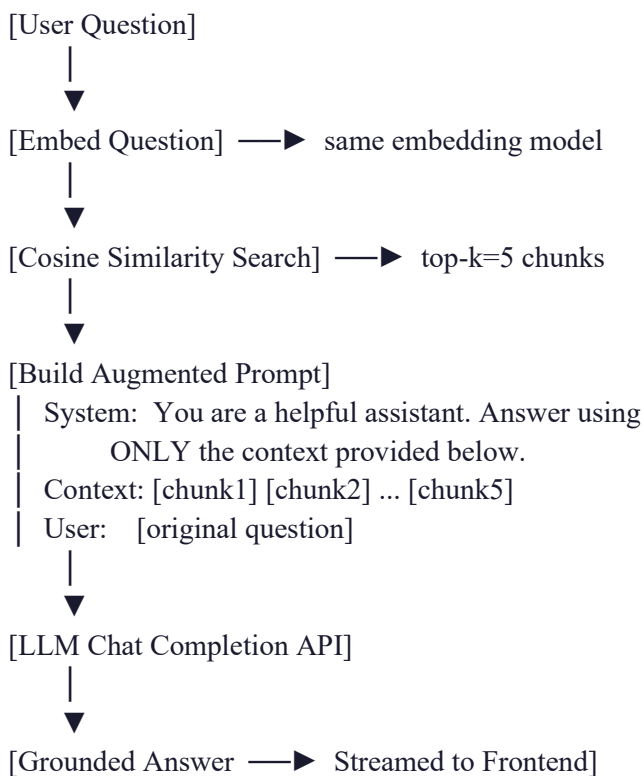 [User Question]
[Embed Question] ──► same embedding model
[Cosine Similarity Search] ──► top-k=5 chunks
[Build Augmented Prompt]
│ System: You are a helpful assistant. Answer using
│ ONLY the context provided below.
│ Context: [chunk1] [chunk2] ... [chunk5]
│ User: [original question]
[LLM Chat Completion API]
[Grounded Answer ──► Streamed to Frontend]